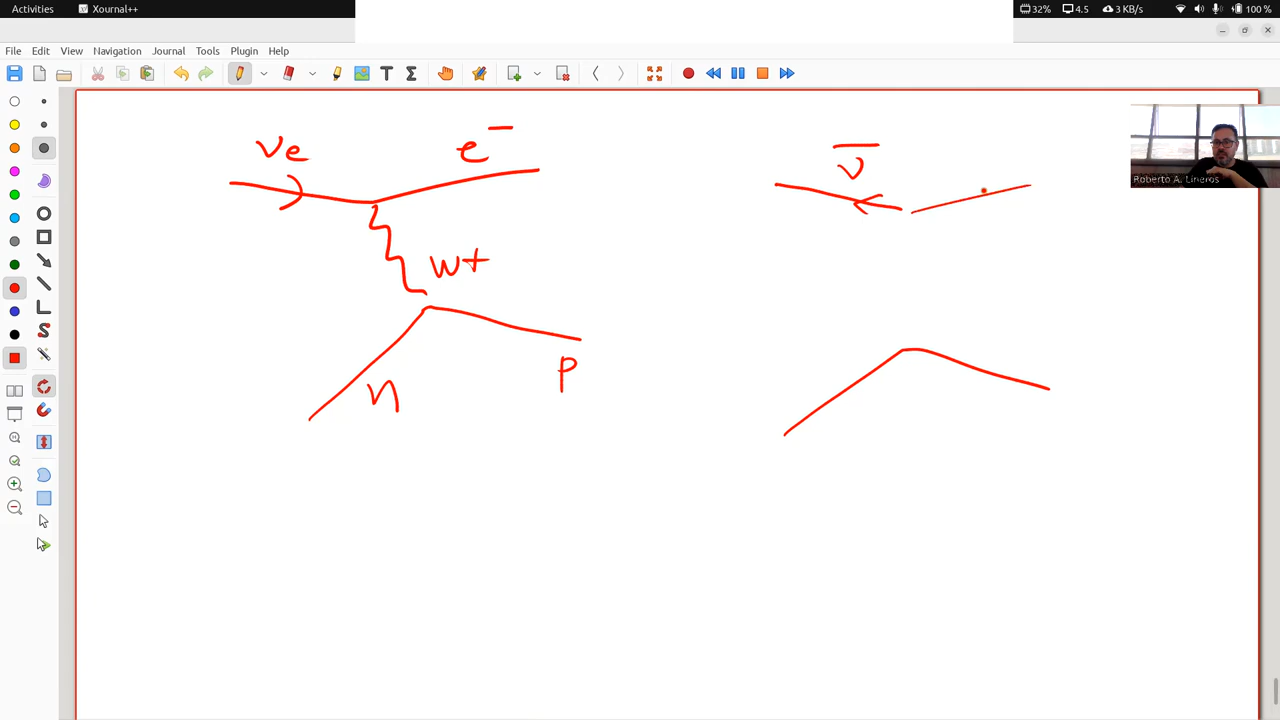 Activities Xournal++
32% 4.5 3 KB/s 100 %
File Edit View Navigation Journal Tools Plugin Help
νe e⁻ ν̅
Roberto A. Lineros
W+
n p